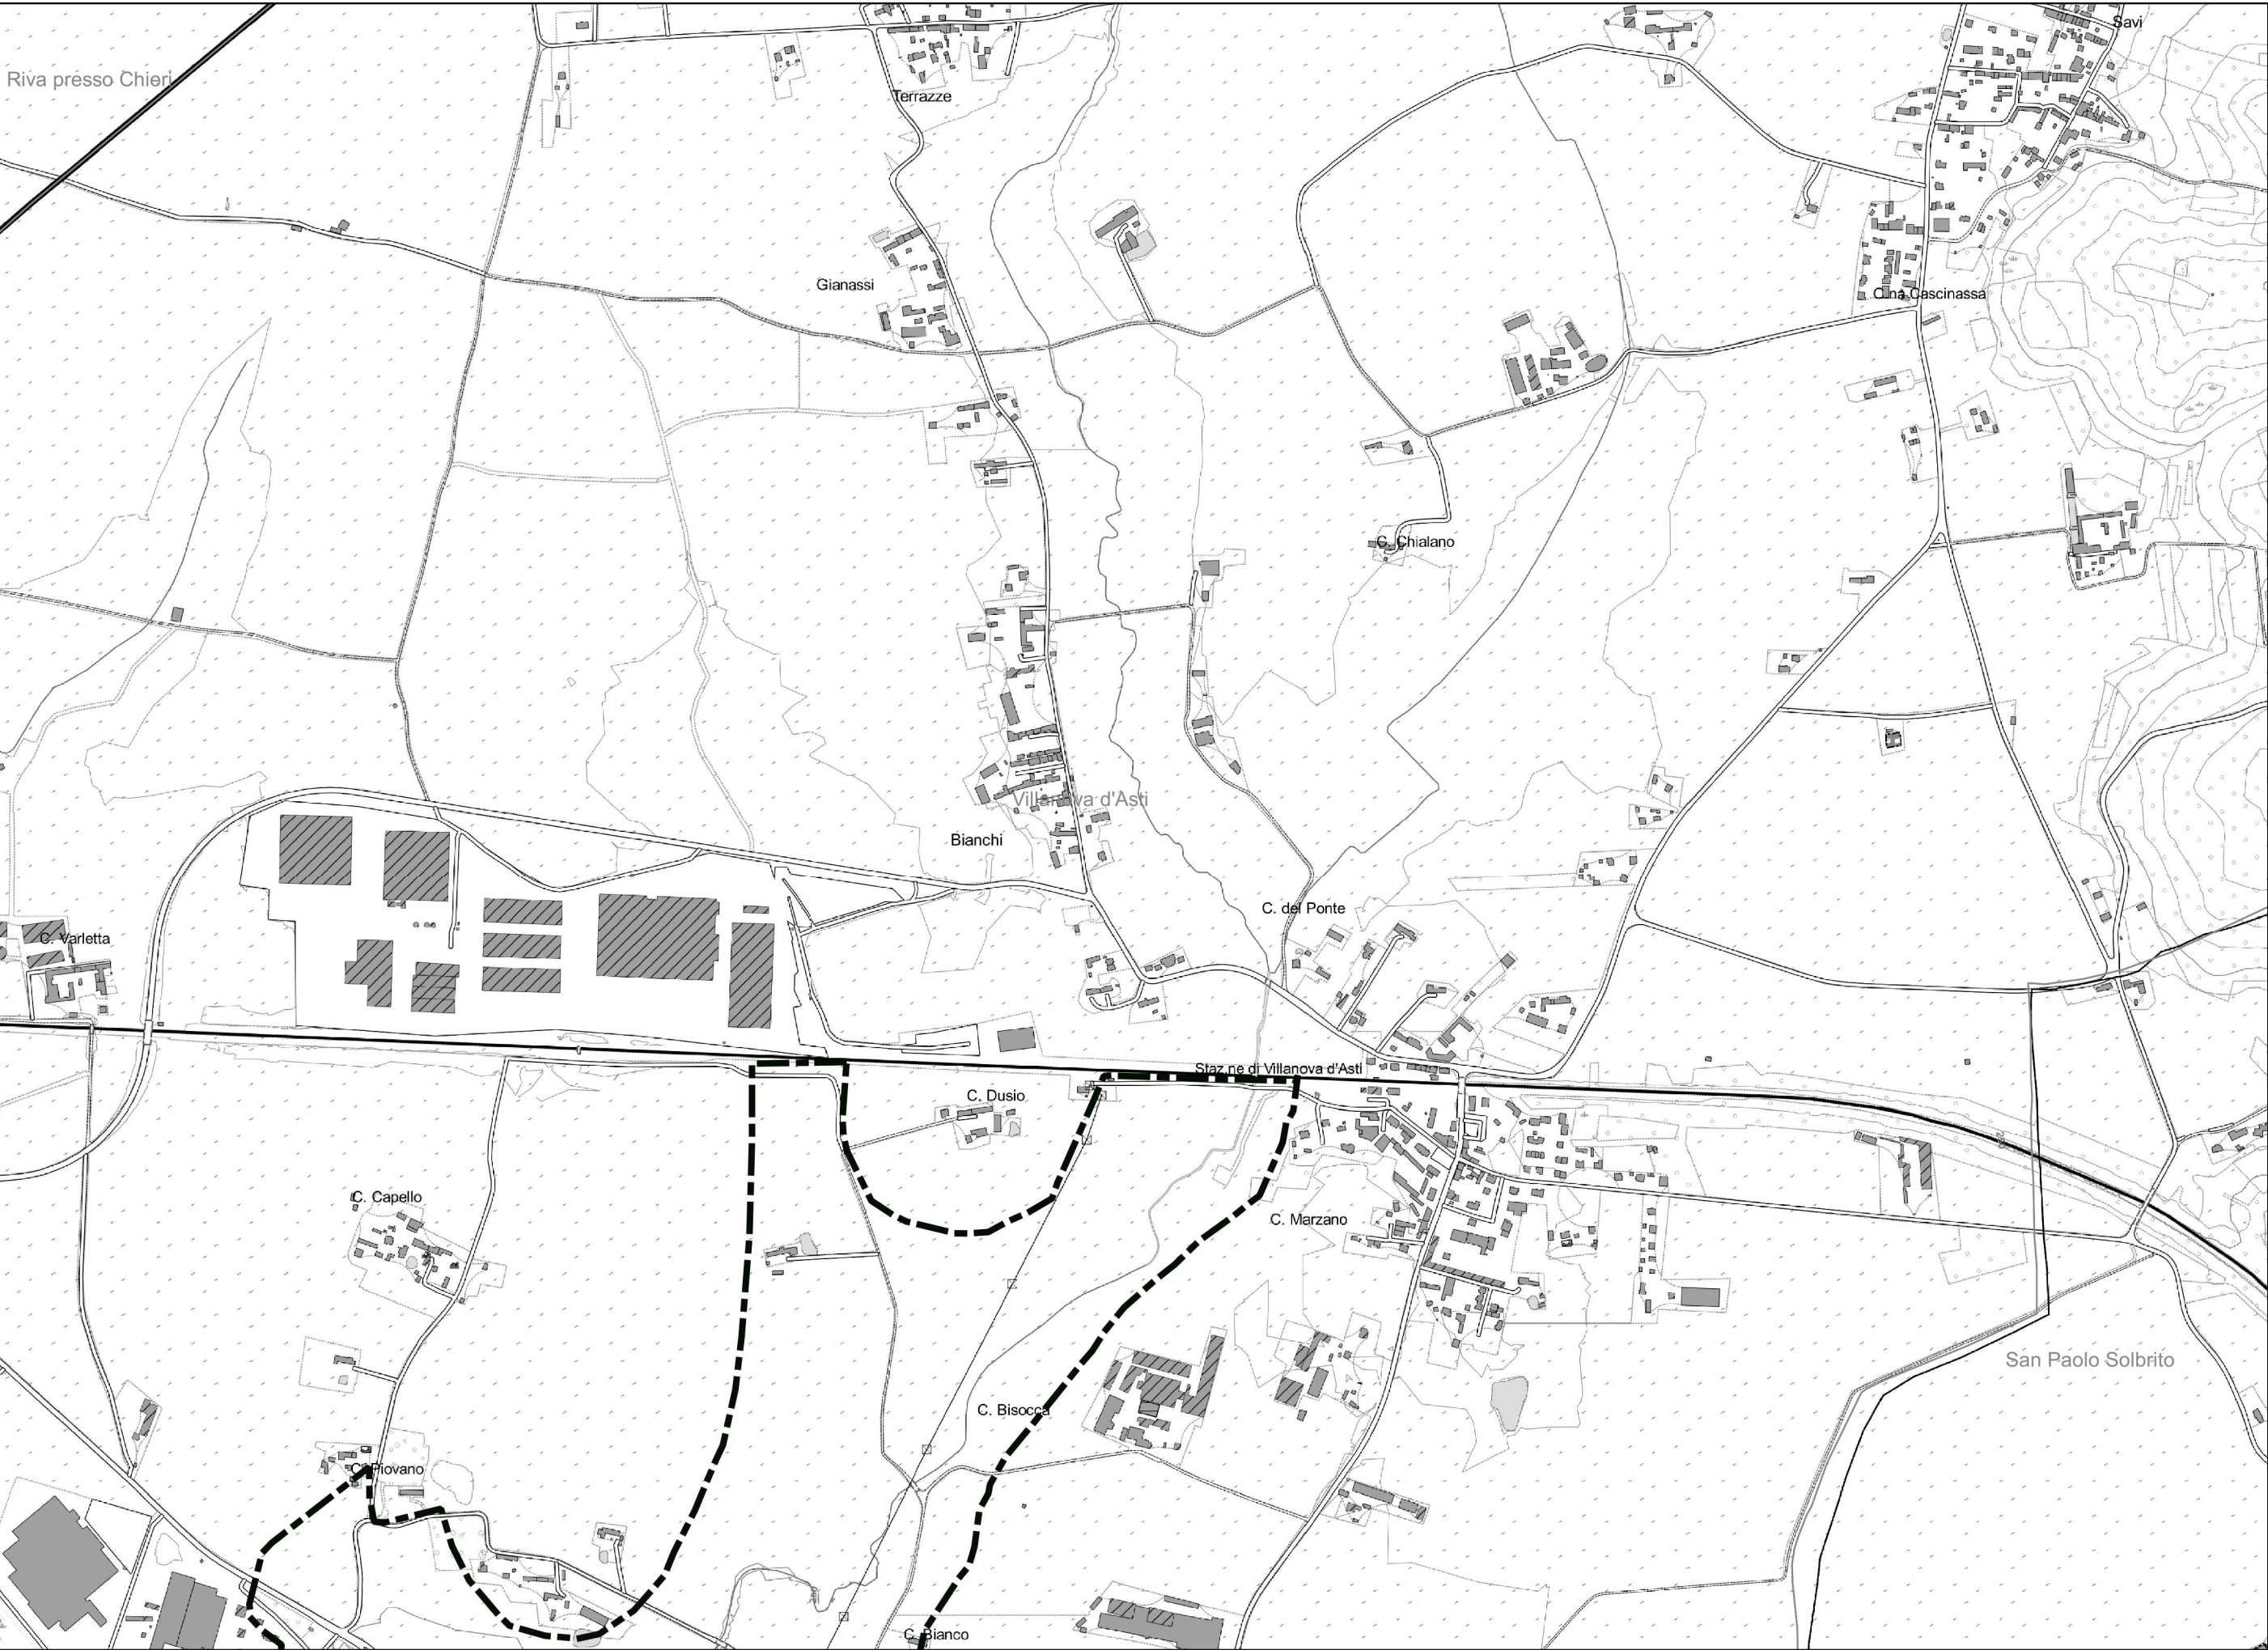 Savi
Riva presso Chieri
Terrazze
Gianassi
C.na Cascinassa
C. Chialano
Villanova d'Asti
Bianchi
C. del Ponte
C. Varletta
Staz.ne di Villanova d'Asti
C. Dusio
C. Capello
C. Marzano
San Paolo Solbrito
C. Bisocca
C. Piovano
C. Bianco